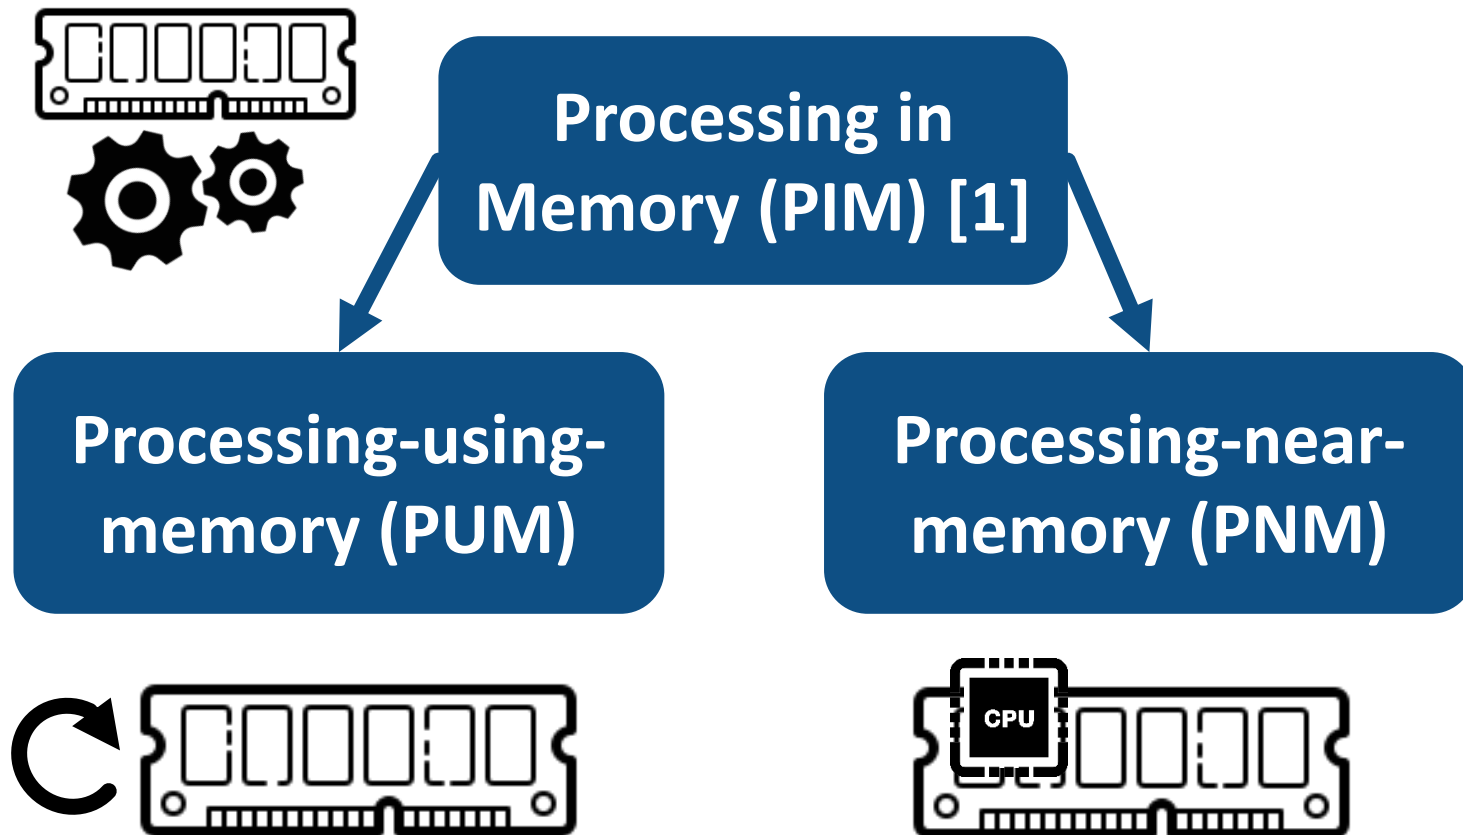 Processing in
Memory (PIM) [1]
Processing-using-
memory (PUM)
Processing-near-
memory (PNM)
CPU